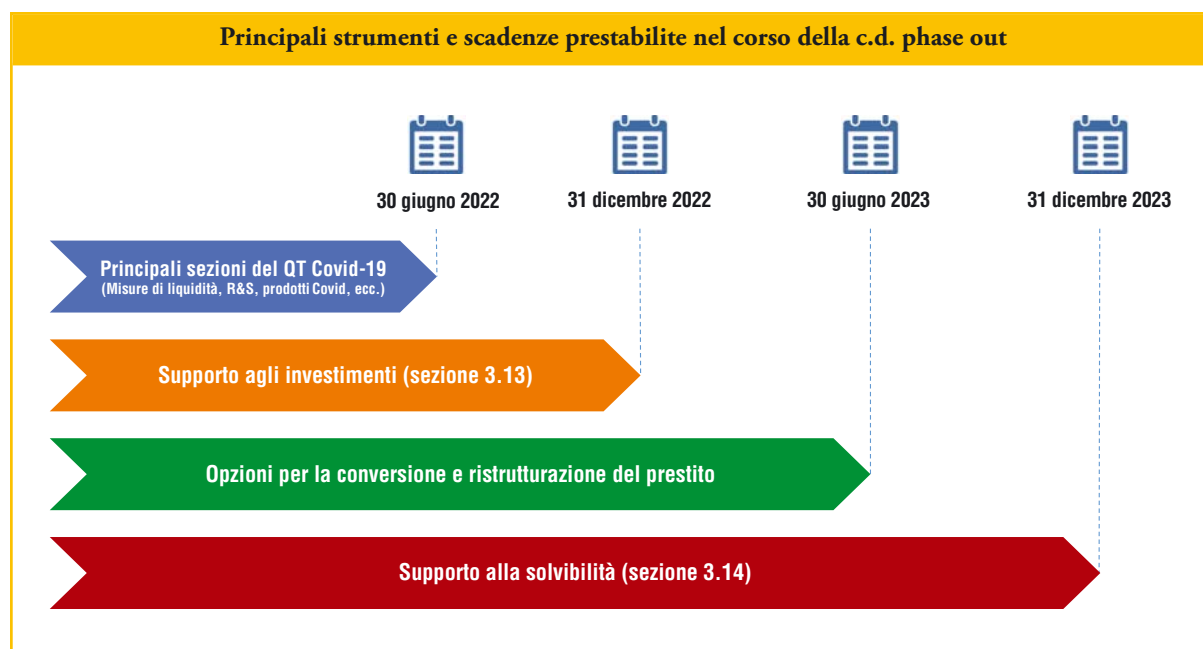 Principali strumenti e scadenze prestabilite nel corso della c.d. phase out
30 giugno 2022
31 dicembre 2022
30 giugno 2023
31 dicembre 2023
Principali sezioni del QT Covid-19
(Misure di liquidità, R&S, prodotti Covid, ecc.)
Supporto agli investimenti (sezione 3.13)
Opzioni per la conversione e ristrutturazione del prestito
Supporto alla solvibilità (sezione 3.14)